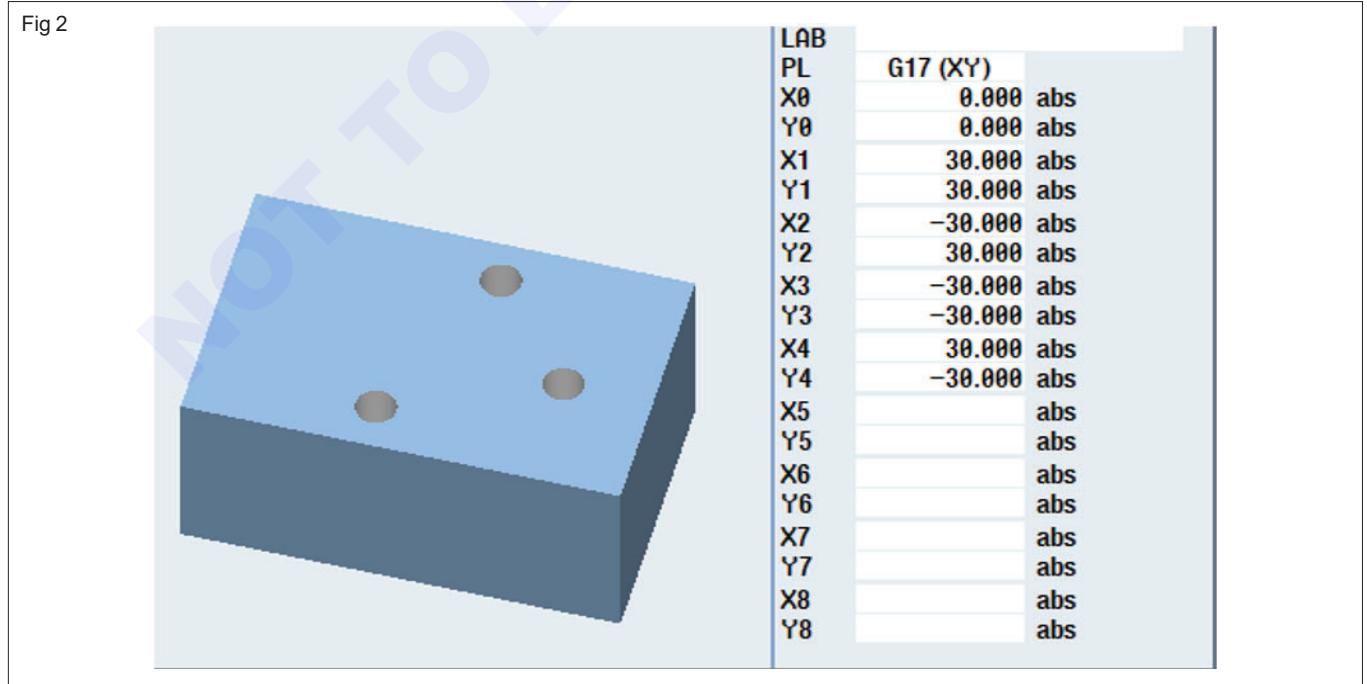 Fig 2
NOT TO
LAB
PL G17 (XY)
X0 0.000 abs
Y0 0.000 abs
X1 30.000 abs
Y1 30.000 abs
X2 -30.000 abs
Y2 30.000 abs
X3 -30.000 abs
Y3 -30.000 abs
X4 30.000 abs
Y4 -30.000 abs
X5 abs
Y5 abs
X6 abs
Y6 abs
X7 abs
Y7 abs
X8 abs
Y8 abs